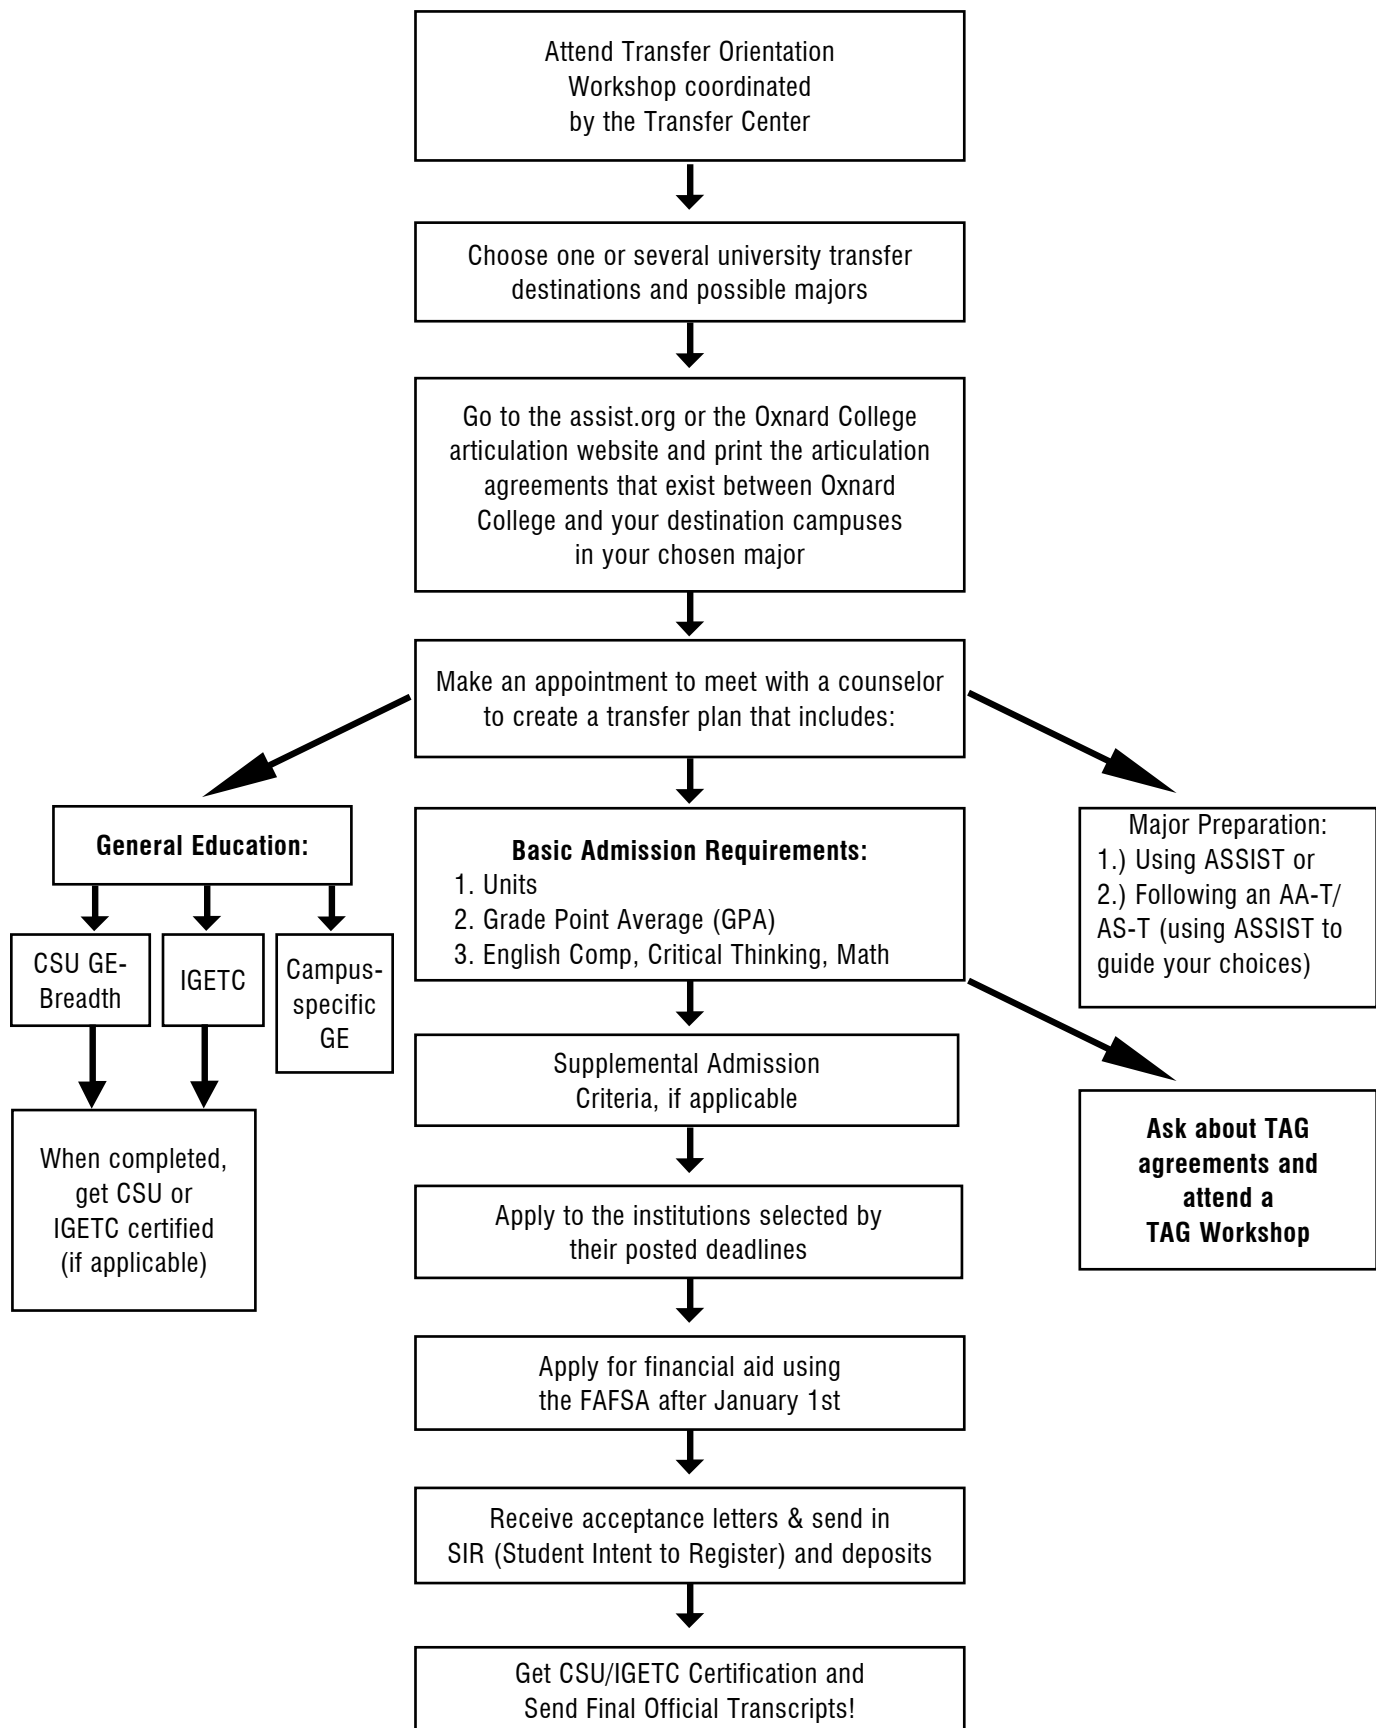 Attend Transfer Orientation
Workshop coordinated
by the Transfer Center
Choose one or several university transfer
destinations and possible majors
Go to the assist.org or the Oxnard College
articulation website and print the articulation
agreements that exist between Oxnard
College and your destination campuses
in your chosen major
Make an appointment to meet with a counselor
to create a transfer plan that includes:
General Education:
CSU GE-
Breadth
IGETC
Campus-
specific
GE
When completed,
get CSU or
IGETC certified
(if applicable)
Basic Admission Requirements:
1. Units
2. Grade Point Average (GPA)
3. English Comp, Critical Thinking, Math
Major Preparation:
1.) Using ASSIST or
2.) Following an AA-T/
AS-T (using ASSIST to
guide your choices)
Ask about TAG
agreements and
attend a
TAG Workshop
Supplemental Admission
Criteria, if applicable
Apply to the institutions selected by
their posted deadlines
Apply for financial aid using
the FAFSA after January 1st
Receive acceptance letters & send in
SIR (Student Intent to Register) and deposits
Get CSU/IGETC Certification and
Send Final Official Transcripts!